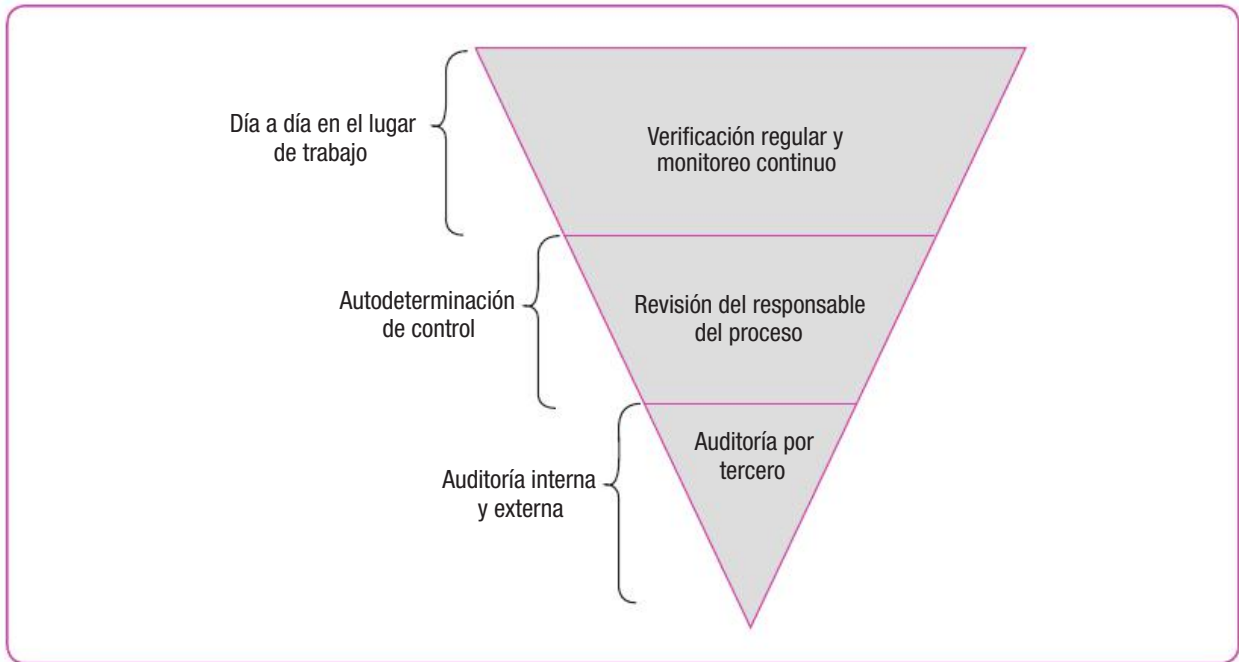 Día a día en el lugar
de trabajo
Verificación regular y
monitoreo continuo
Autodeterminación
de control
Revisión del responsable
del proceso
Auditoría interna
y externa
Auditoría por
tercero